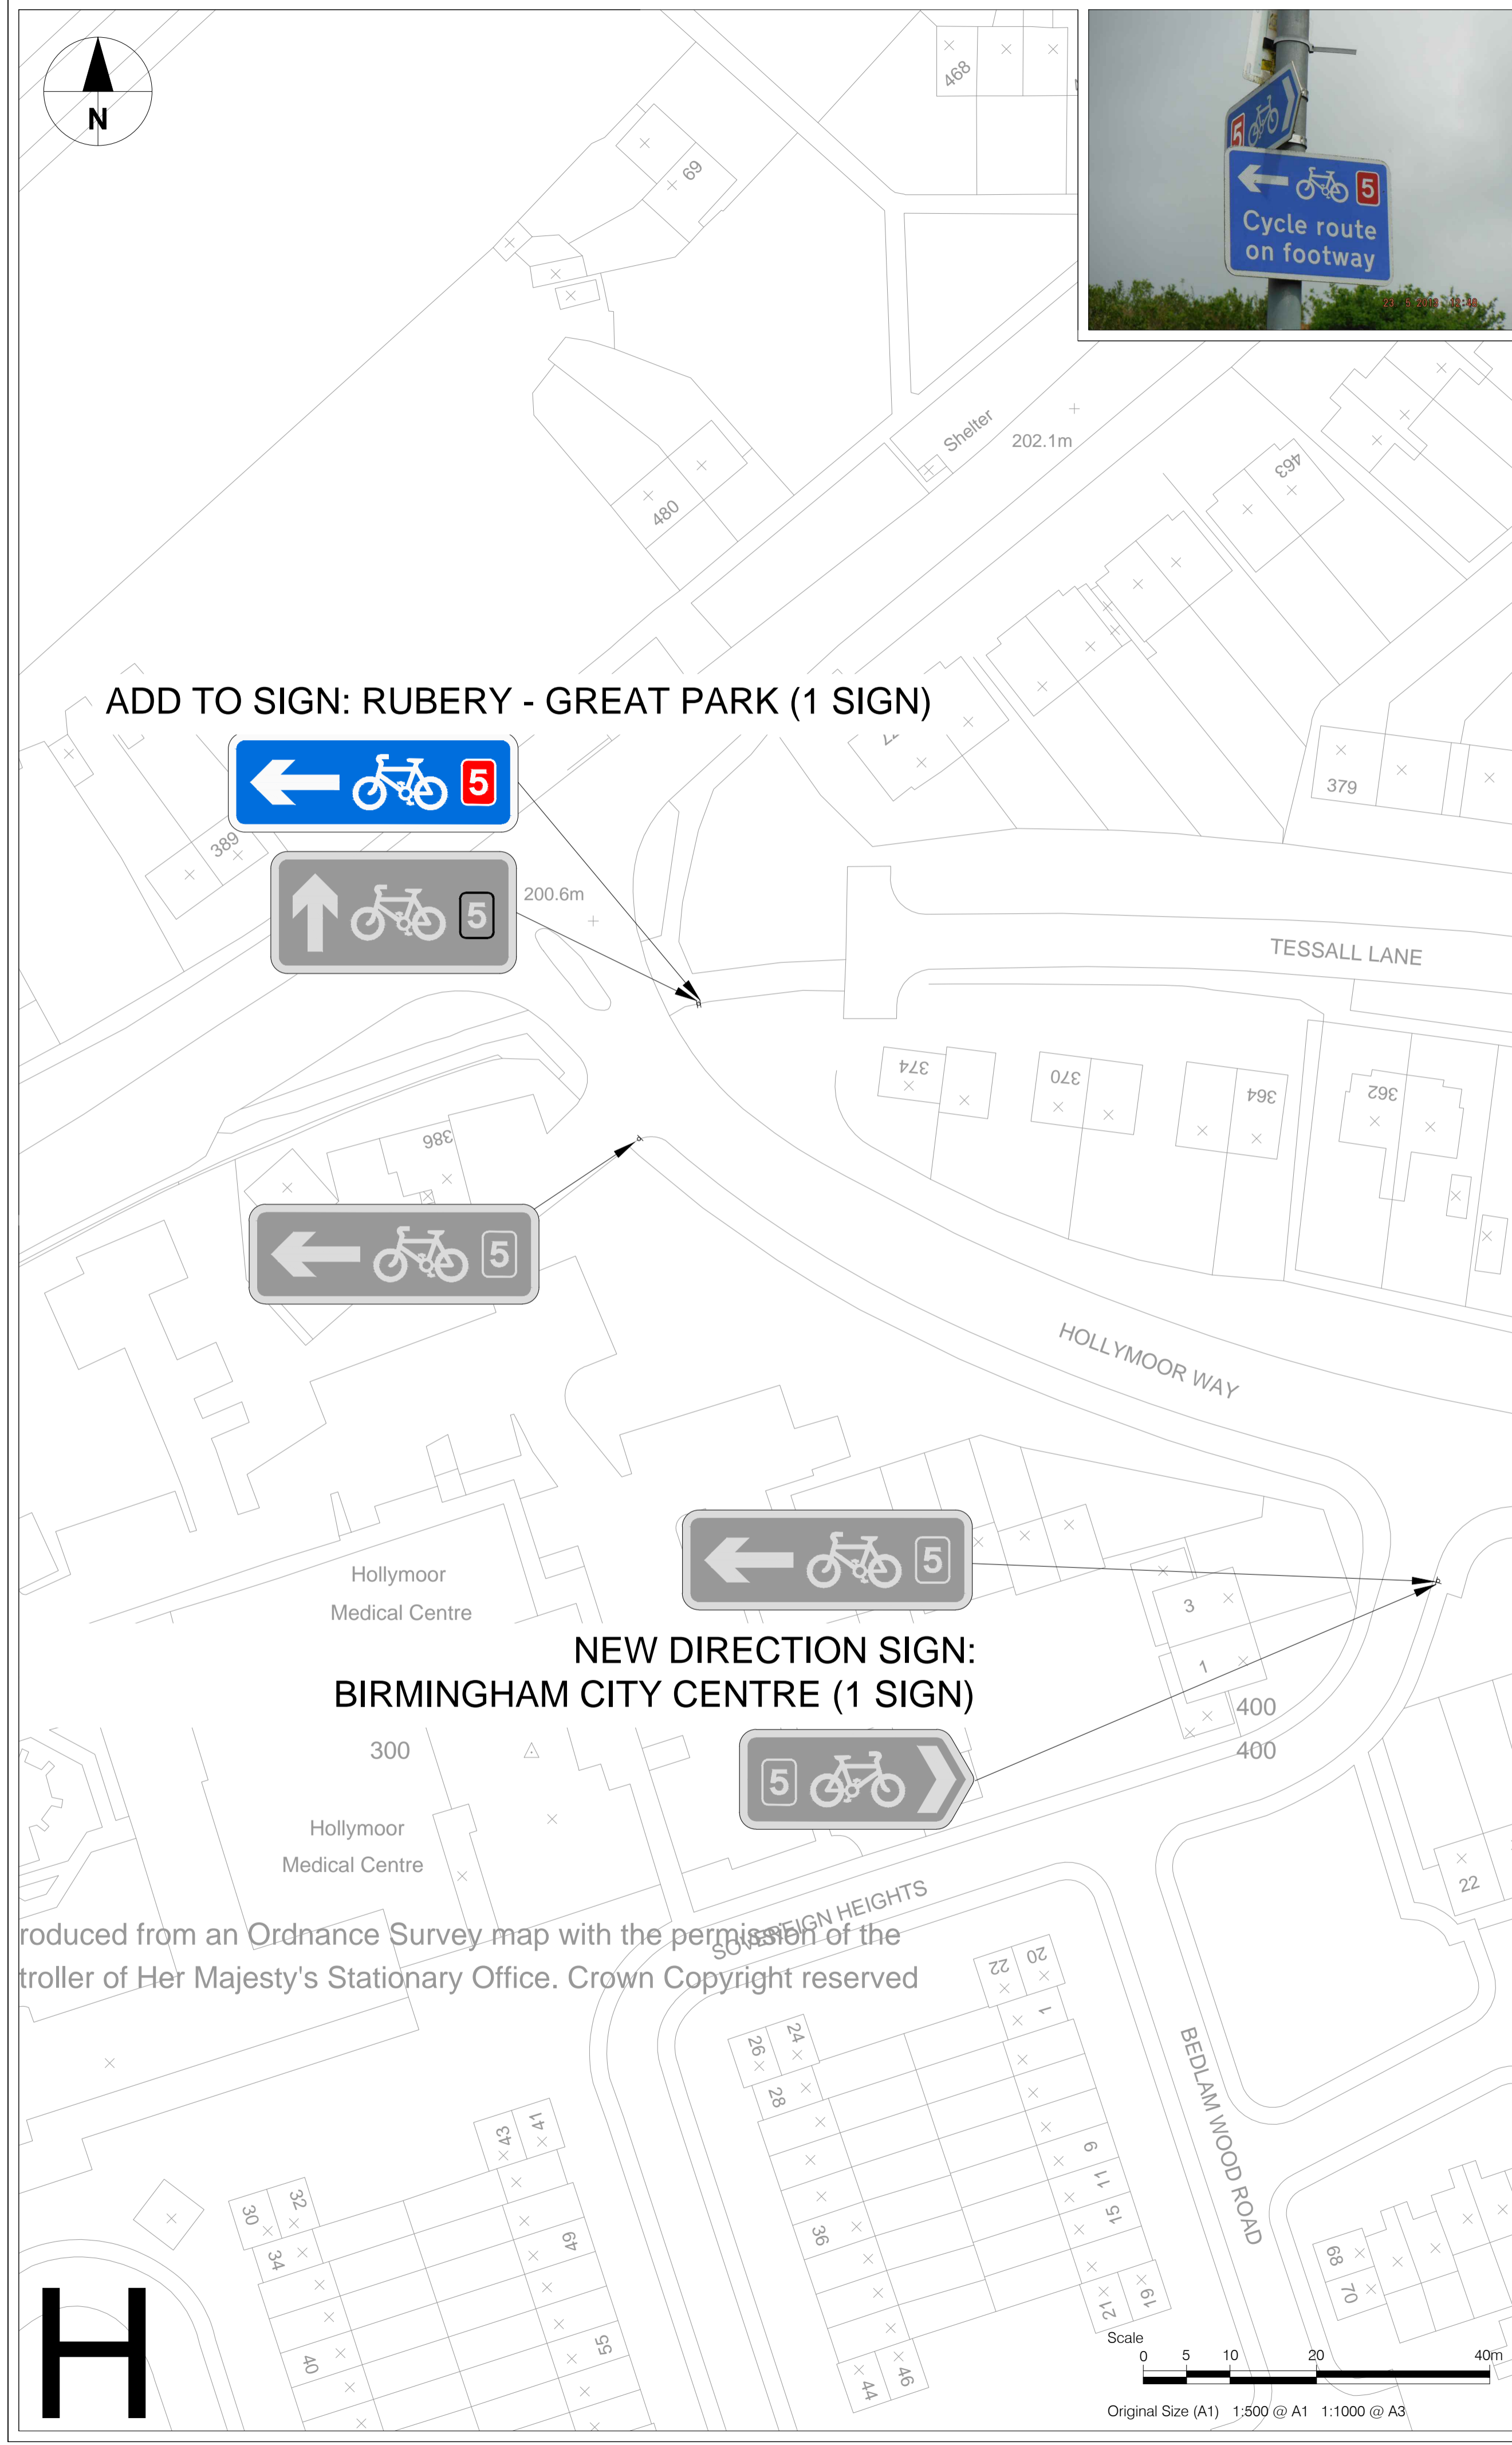 N
468
69
5
5
Cycle route
on footway
23. 5.2013
Shelter
202.1m
463
480
ADD TO SIGN: RUBERY - GREAT PARK (1 SIGN)
5
77
379
389
5
200.6m
TESSALL LANE
374
370
364
362
386
5
HOLLYMOOR WAY
5
Hollymoor
Medical Centre
3
NEW DIRECTION SIGN:
1
BIRMINGHAM CITY CENTRE (1 SIGN)
400
300
400
5
Hollymoor
Medical Centre
22
SOVEREIGN HEIGHTS
roduced from an Ordnance Survey map with the permission of the
troller of Her Majesty's Stationary Office. Crown Copyright reserved
22
20
1
26
24
28
BEDLAM WOOD ROAD
43
41
9
11
15
30
32
34
36
49
68
70
21
19
H
40
55
44
46
Scale
0 5 10 20 40m
Original Size (A1) 1:500 @ A1 1:1000 @ A3